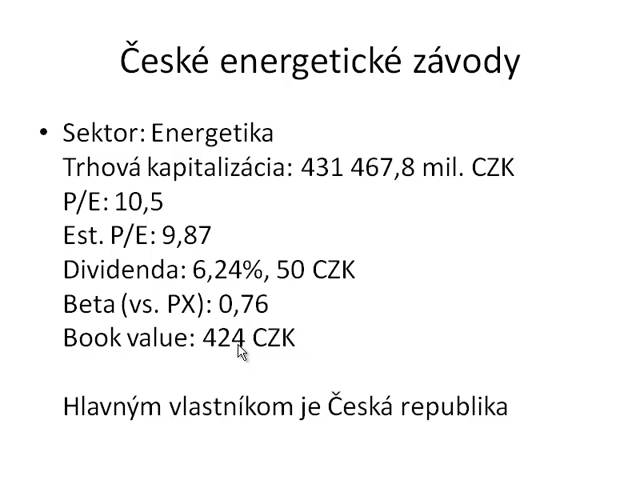 České energetické závody
• Sektor: Energetika
Trhová kapitalizácia: 431 467,8 mil. CZK
P/E: 10,5
Est. P/E: 9,87
Dividenda: 6,24%, 50 CZK
Beta (vs. PX): 0,76
Book value: 424 CZK
Hlavným vlastníkom je Česká republika